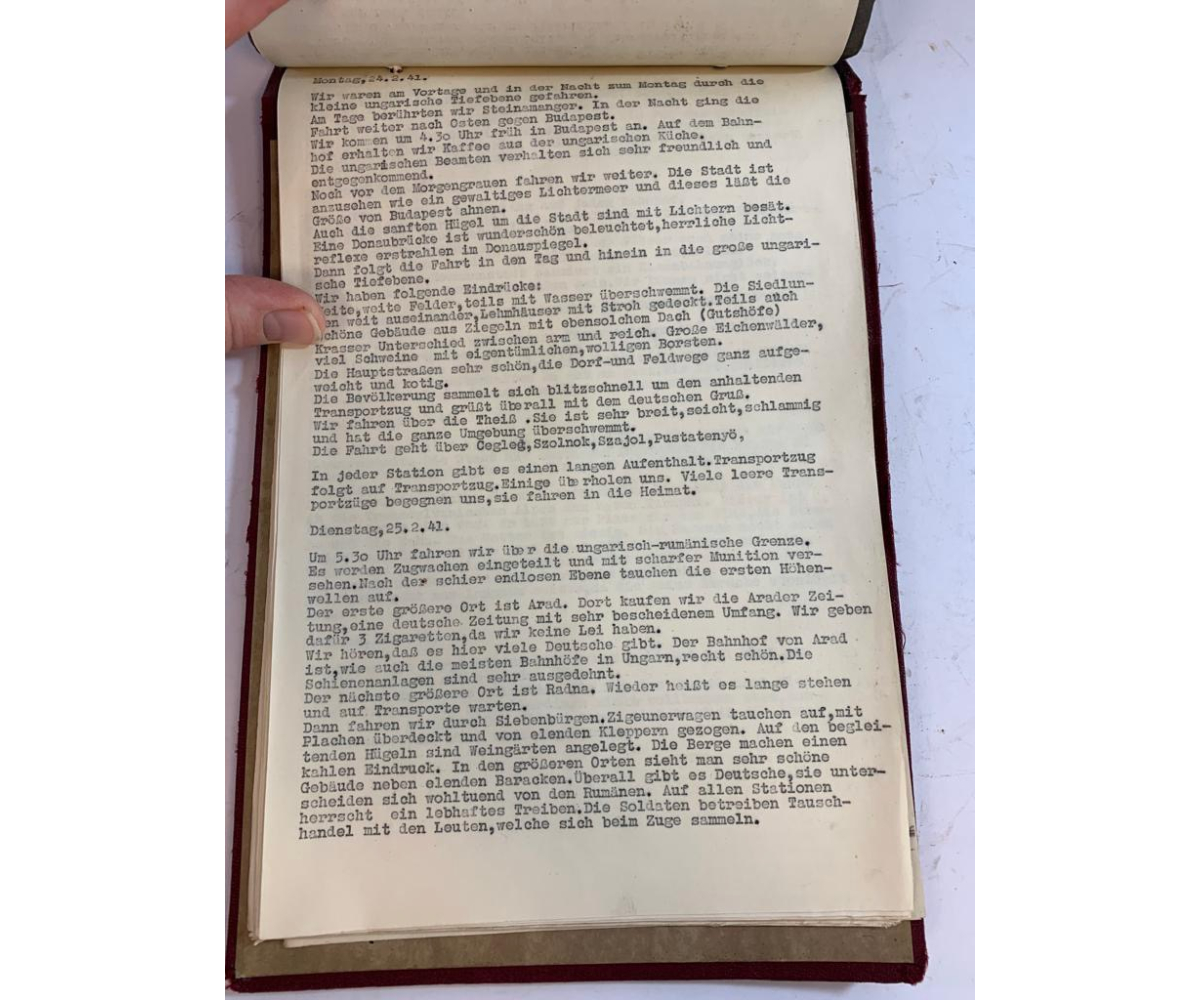 Montag,24.2.41.
Wir waren am Vortage und in der Nacht zum Montag durch die
kleine ungarische Tiefebene gefahren.
Am Tage berührten wir Steinamanger. In der Nacht ging die
Fahrt weiter nach Osten gegen Budapest.
Wir kommen um 4.30 Uhr früh in Budapest an. Auf dem Bahn-
hof erhalten wir Kaffee aus der ungarischen Küche.
Die ungarischen Beamten verhalten sich sehr freundlich und
entgegenkommend.
Noch vor dem Morgengrauen fahren wir weiter. Die Stadt ist
anzusehen wie ein gewaltiges Lichtermeer und dieses läßt die
Größe von Budapest ahnen.
Auch die sanften Hügel um die Stadt sind mit Lichtern besät.
Eine Donaubrücke ist wunderschön beleuchtet,herrliche Licht-
reflexe erstrahlen im Donauspiegel.
Dann folgt die Fahrt in den Tag und hinein in die große ungari-
sche Tiefebene.
Wir haben folgende Eindrücke:
Weite,weite Felder,teils mit Wasser überschwemmt. Die Siedlun-
en weit auseinander,Lehmhäuser mit Stroh gedeckt.Teils auch
schöne Gebäude aus Ziegeln mit ebensolchem Dach (Gutshöfe)
Krasser Unterschied zwischen arm und reich. Große Eichenwälder,
viel Schweine mit eigentümlichen,wolligen Borsten.
Die Hauptstraßen sehr schön,die Dorf-und Feldwege ganz aufge-
weicht und kotig.
Die Bevölkerung sammelt sich blitzschnell um den anhaltenden
Transportzug und grüßt überall mit dem deutschen Gruß.
Wir fahren über die Theiß .Sie ist sehr breit,seicht,schlammig
und hat die ganze Umgebung überschwemmt.
Die Fahrt geht über Cegled,Szolnok,Szajol,Pustatenyö,
In jeder Station gibt es einen langen Aufenthalt.Transportzug
folgt auf Transportzug.Einige überholen uns. Viele leere Trans-
portzüge begegnen uns,sie fahren in die Heimat.
Dienstag,25.2.41.
Um 5.30 Uhr fahren wir über die ungarisch-rumänische Grenze.
Es werden Zugwachen eingeteilt und mit scharfer Munition ver-
sehen.Nach der schier endlosen Ebene tauchen die ersten Höhen-
wellen auf.
Der erste größere Ort ist Arad. Dort kaufen wir die Arader Zei-
tung,eine deutsche Zeitung mit sehr bescheidenem Umfang. Wir geben
dafür 3 Zigaretten,da wir keine Lei haben.
Wir hören,daß es hier viele Deutsche gibt. Der Bahnhof von Arad
ist,wie auch die meisten Bahnhöfe in Ungarn,recht schön.Die
Schienenanlagen sind sehr ausgedehnt.
Der nächste größere Ort ist Radna. Wieder heißt es lange stehen
und auf Transporte warten.
Dann fahren wir durch Siebenbürgen.Zigeunerwagen tauchen auf,mit
Plachen überdeckt und von elenden Kleppern gezogen. Auf den beglei-
tenden Hügeln sind Weingärten angelegt. Die Berge machen einen
kahlen Eindruck. In den größeren Orten sieht man sehr schöne
Gebäude neben elenden Baracken.Überall gibt es Deutsche,sie unter-
scheiden sich wohltuend von den Rumänen. Auf allen Stationen
herrscht ein lebhaftes Treiben.Die Soldaten betreiben Tausch-
handel mit den Leuten,welche sich beim Zuge sammeln.